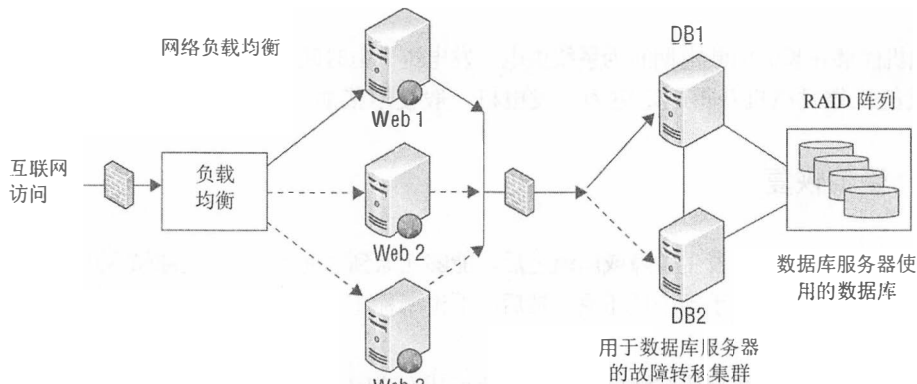 网络负载均衡
DB1
RAID 阵列
Web 1
互联网
访问
负载
均衡
Web 2
DB2
数据库服务器使
用的数据库
用于数据库服务器
的故障转移集群